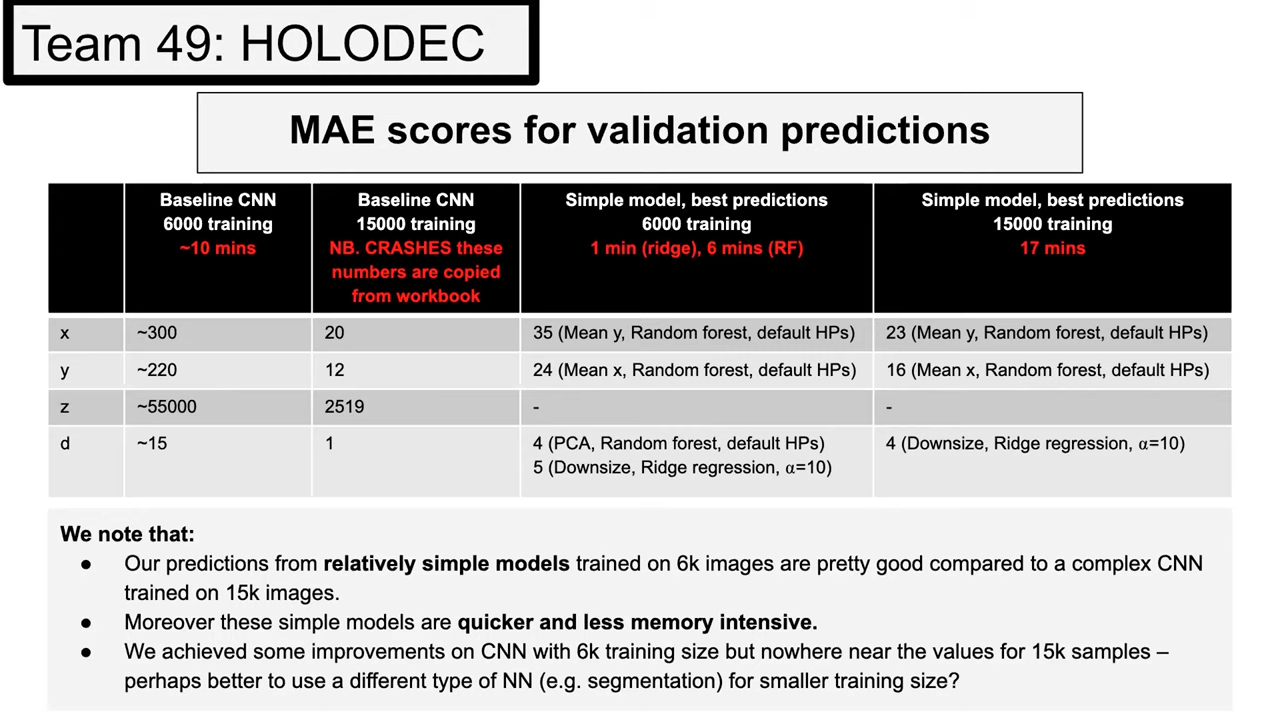 Team 49: HOLODEC
MAE scores for validation predictions
Baseline CNN
6000 training
~10 mins
Baseline CNN
15000 training
NB. CRASHES these
numbers are copied
from workbook
Simple model, best predictions
6000 training
1 min (ridge), 6 mins (RF)
Simple model, best predictions
15000 training
17 mins
x ~300 20 35 (Mean y, Random forest, default HPs) 23 (Mean y, Random forest, default HPs)
y ~220 12 24 (Mean x, Random forest, default HPs) 16 (Mean x, Random forest, default HPs)
z ~55000 2519 - -
d ~15 1 4 (PCA, Random forest, default HPs) 4 (Downsize, Ridge regression, α=10)
5 (Downsize, Ridge regression, α=10)
We note that:
● Our predictions from relatively simple models trained on 6k images are pretty good compared to a complex CNN
trained on 15k images.
● Moreover these simple models are quicker and less memory intensive.
● We achieved some improvements on CNN with 6k training size but nowhere near the values for 15k samples –
perhaps better to use a different type of NN (e.g. segmentation) for smaller training size?